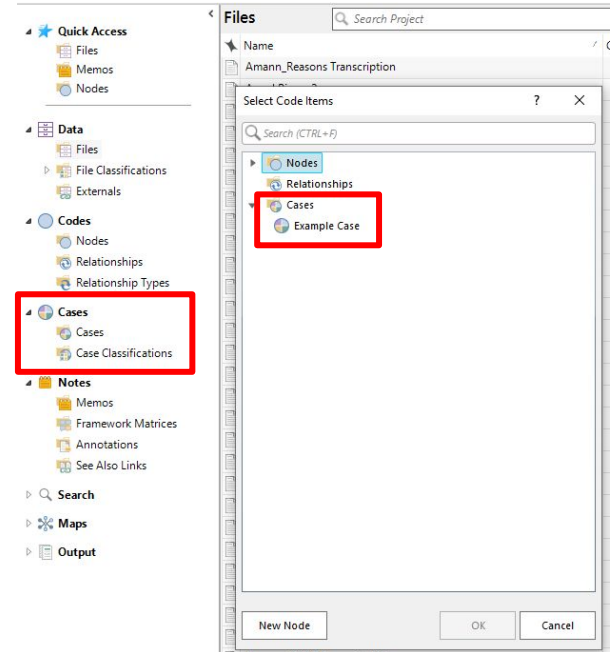 Quick Access
Files
Memos
Nodes
Data
Files
File Classifications
Externals
Codes
Nodes
Relationships
Relationship Types
Cases
Cases
Case Classifications
Notes
Memos
Framework Matrices
Annotations
See Also Links
Search
Maps
Output
Files
Search Project
Name
Amann_Reasons Transcription
Select Code Items ? ×
Search (CTRL+F)
Nodes
Relationships
Cases
Example Case
New Node OK Cancel